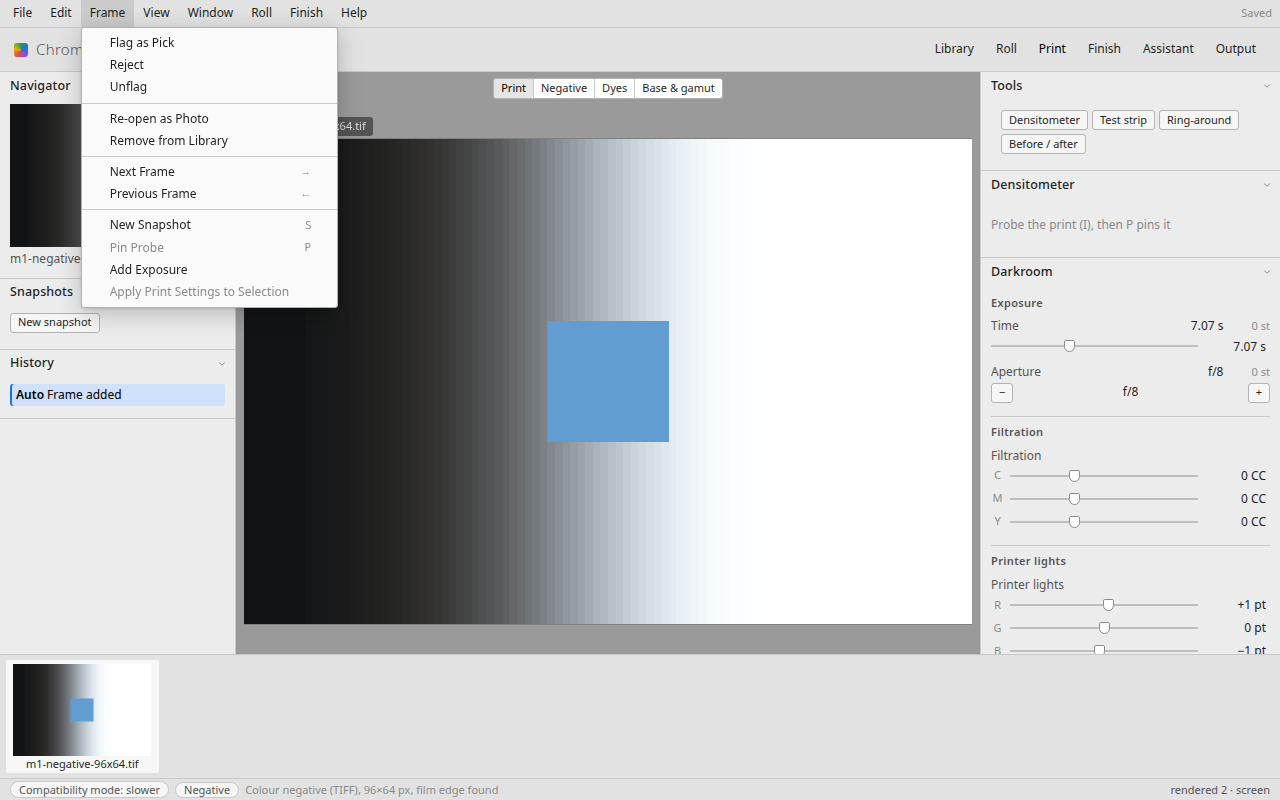 File Edit Frame View Window Roll Finish Help Saved
Chrom Library Roll Print Finish Assistant Output
Flag as Pick
Reject
Unflag
Re-open as Photo
Remove from Library
Next Frame →
Previous Frame ←
New Snapshot S
Pin Probe P
Add Exposure
Apply Print Settings to Selection
Navigator
m1-negative
Snapshots
New snapshot
History
Auto Frame added
Print Negative Dyes Base & gamut
x64.tif
Tools
Densitometer Test strip Ring-around
Before / after
Densitometer
Probe the print (I), then P pins it
Darkroom
Exposure
Time 7.07 s 0 st
7.07 s
Aperture f/8 0 st
− f/8 +
Filtration
Filtration
C 0 CC
M 0 CC
Y 0 CC
Printer lights
Printer lights
R +1 pt
G 0 pt
B −1 pt
m1-negative-96x64.tif
Compatibility mode: slower Negative Colour negative (TIFF), 96×64 px, film edge found rendered 2 · screen